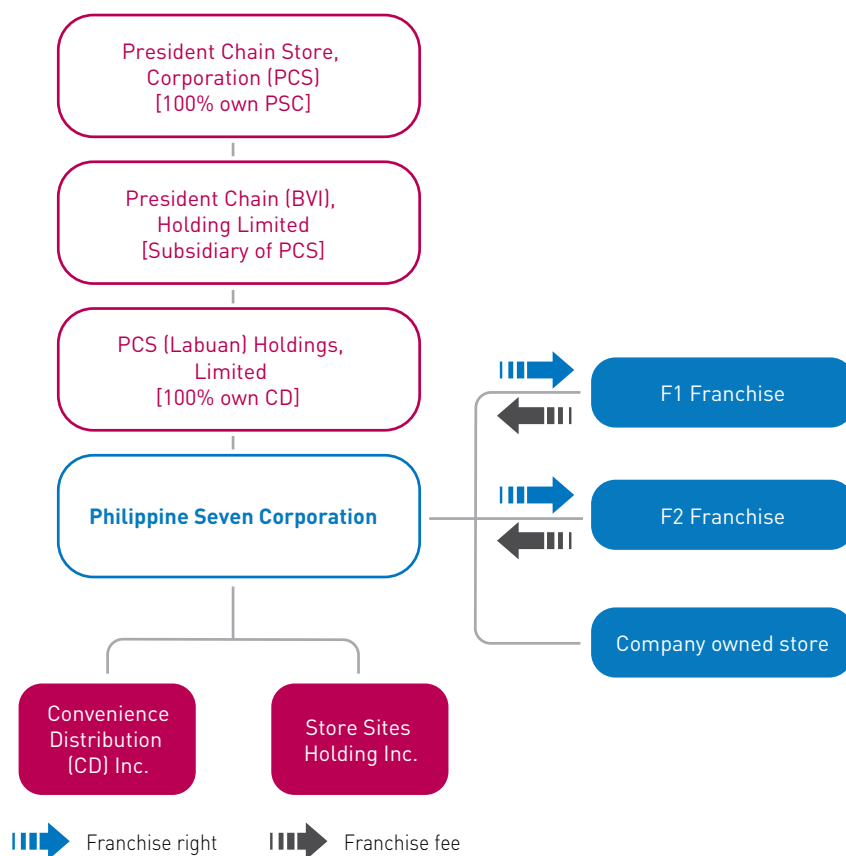 President Chain Store,
Corporation (PCS)
[100% own PSC]
President Chain (BVI),
Holding Limited
[Subsidiary of PCS]
PCS (Labuan) Holdings,
Limited
[100% own CD]
Philippine Seven Corporation
F1 Franchise
F2 Franchise
Company owned store
Convenience
Distribution
(CD) Inc.
Store Sites
Holding Inc.
Franchise right
Franchise fee